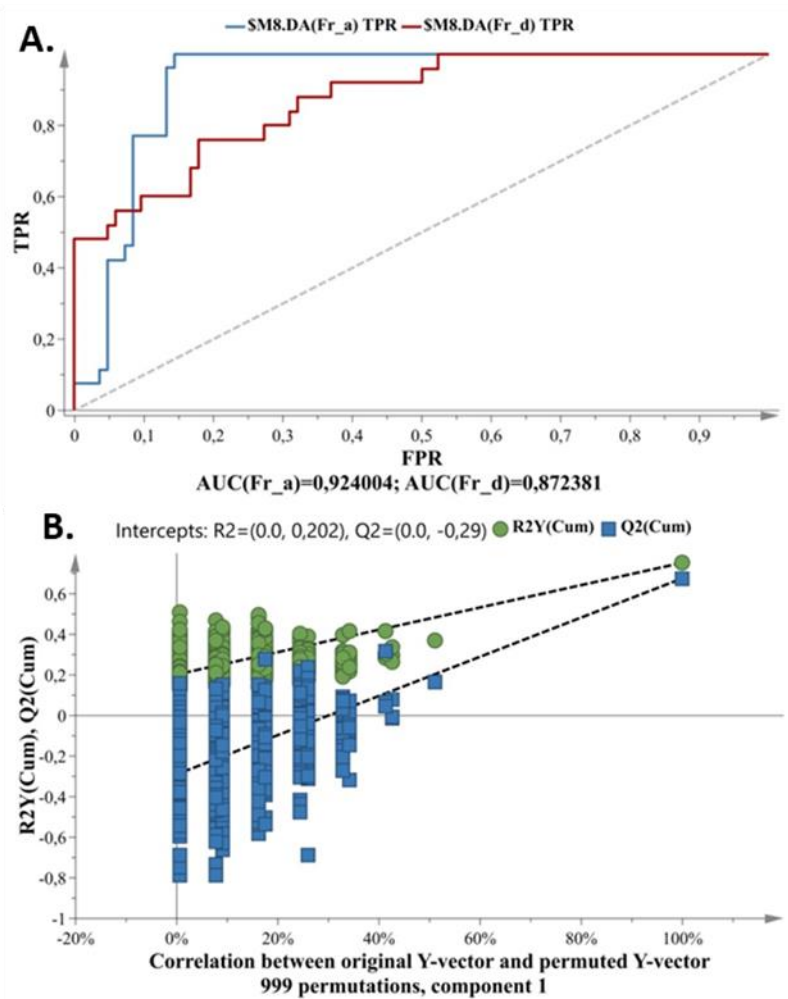 A.
$M8.DA(Fr_a) TPR $M8.DA(Fr_d) TPR
TPR
0,8
0,6
0,4
0,2
0
0 0,1 0,2 0,3 0,4 0,5 0,6 0,7 0,8 0,9
FPR
AUC(Fr_a)=0,924004; AUC(Fr_d)=0,872381
B.
Intercepts: R2=(0.0, 0,202), Q2=(0.0, -0,29) R2Y(Cum) Q2(Cum)
R2Y(Cum), Q2(Cum)
0,6
0,4
0,2
0
-0,2
-0,4
-0,6
-0,8
-1
-20% 0% 20% 40% 60% 80% 100%
Correlation between original Y-vector and permuted Y-vector
999 permutations, component 1